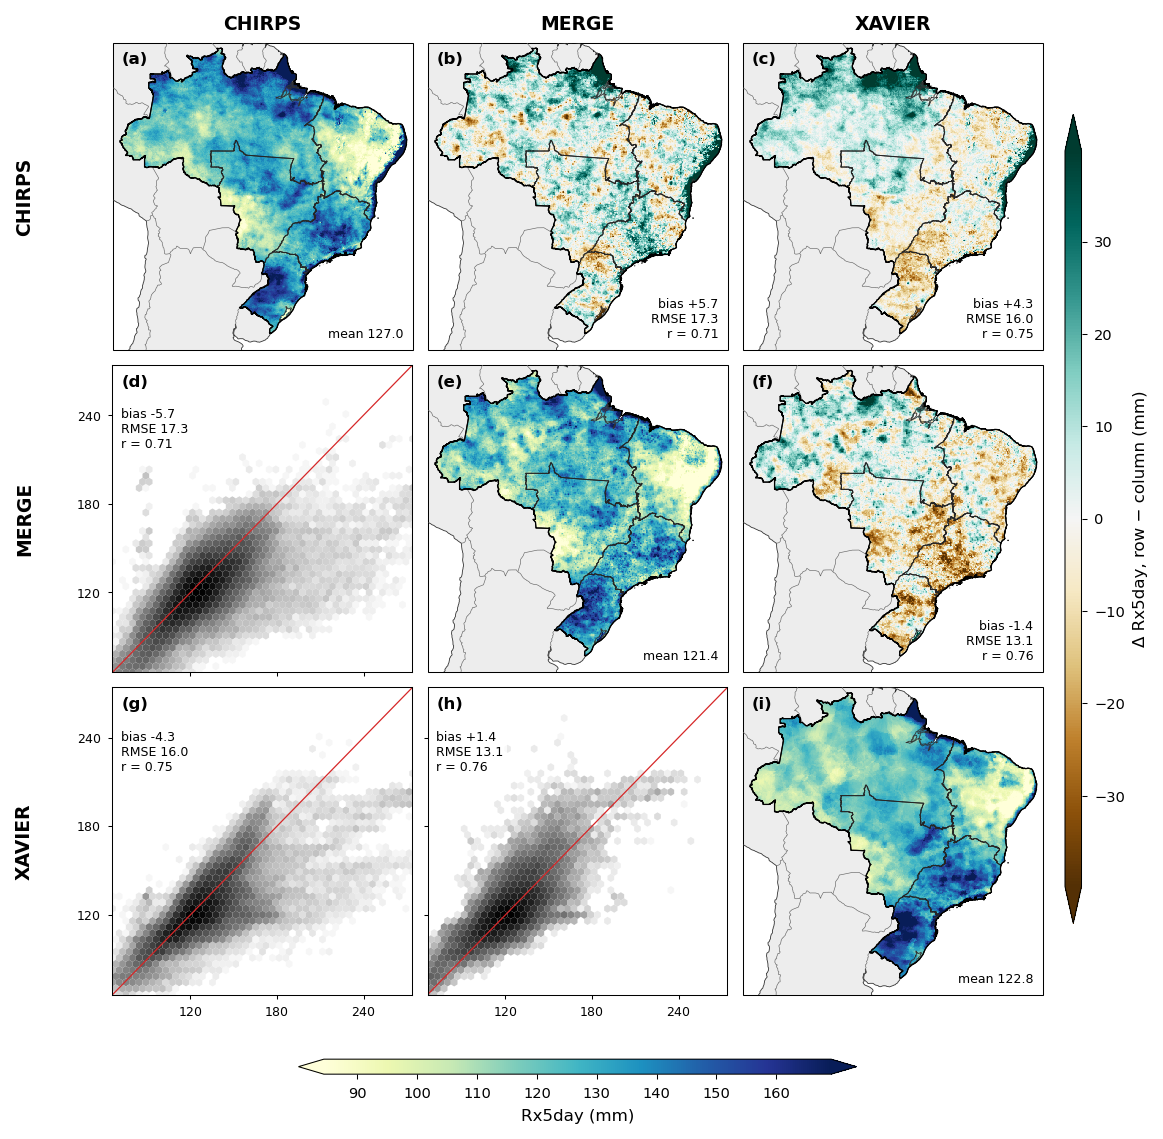 CHIRPS
MERGE
XAVIER
CHIRPS
(a)
mean 127.0
(b)
bias +5.7
RMSE 17.3
r = 0.71
(c)
bias +4.3
RMSE 16.0
r = 0.75
MERGE
(d)
bias -5.7
RMSE 17.3
r = 0.71
240
180
120
(e)
mean 121.4
(f)
bias -1.4
RMSE 13.1
r = 0.76
XAVIER
(g)
bias -4.3
RMSE 16.0
r = 0.75
240
180
120
120 180 240
(h)
bias +1.4
RMSE 13.1
r = 0.76
120 180 240
(i)
mean 122.8
30
20
10
0
−10
−20
−30
Δ Rx5day, row − column (mm)
90 100 110 120 130 140 150 160
Rx5day (mm)